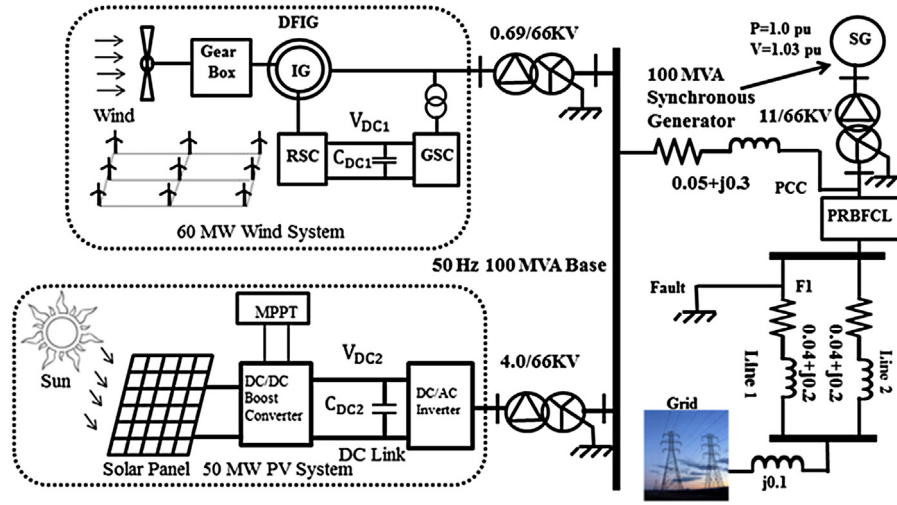 DFIG
Gear
Box
IG
Wind
RSC
V_DC1
C_DC1
GSC
60 MW Wind System
0.69/66KV
P=1.0 pu
V=1.03 pu
SG
100 MVA
Synchronous
Generator
11/66KV
0.05+j0.3
PCC
PRBFCL
50 Hz 100 MVA Base
Fault
F1
0.04+j0.2
0.04+j0.2
Line 1
Line 2
Grid
j0.1
MPPT
Sun
DC/DC
Boost
Converter
V_DC2
C_DC2
DC Link
DC/AC
Inverter
4.0/66KV
Solar Panel
50 MW PV System